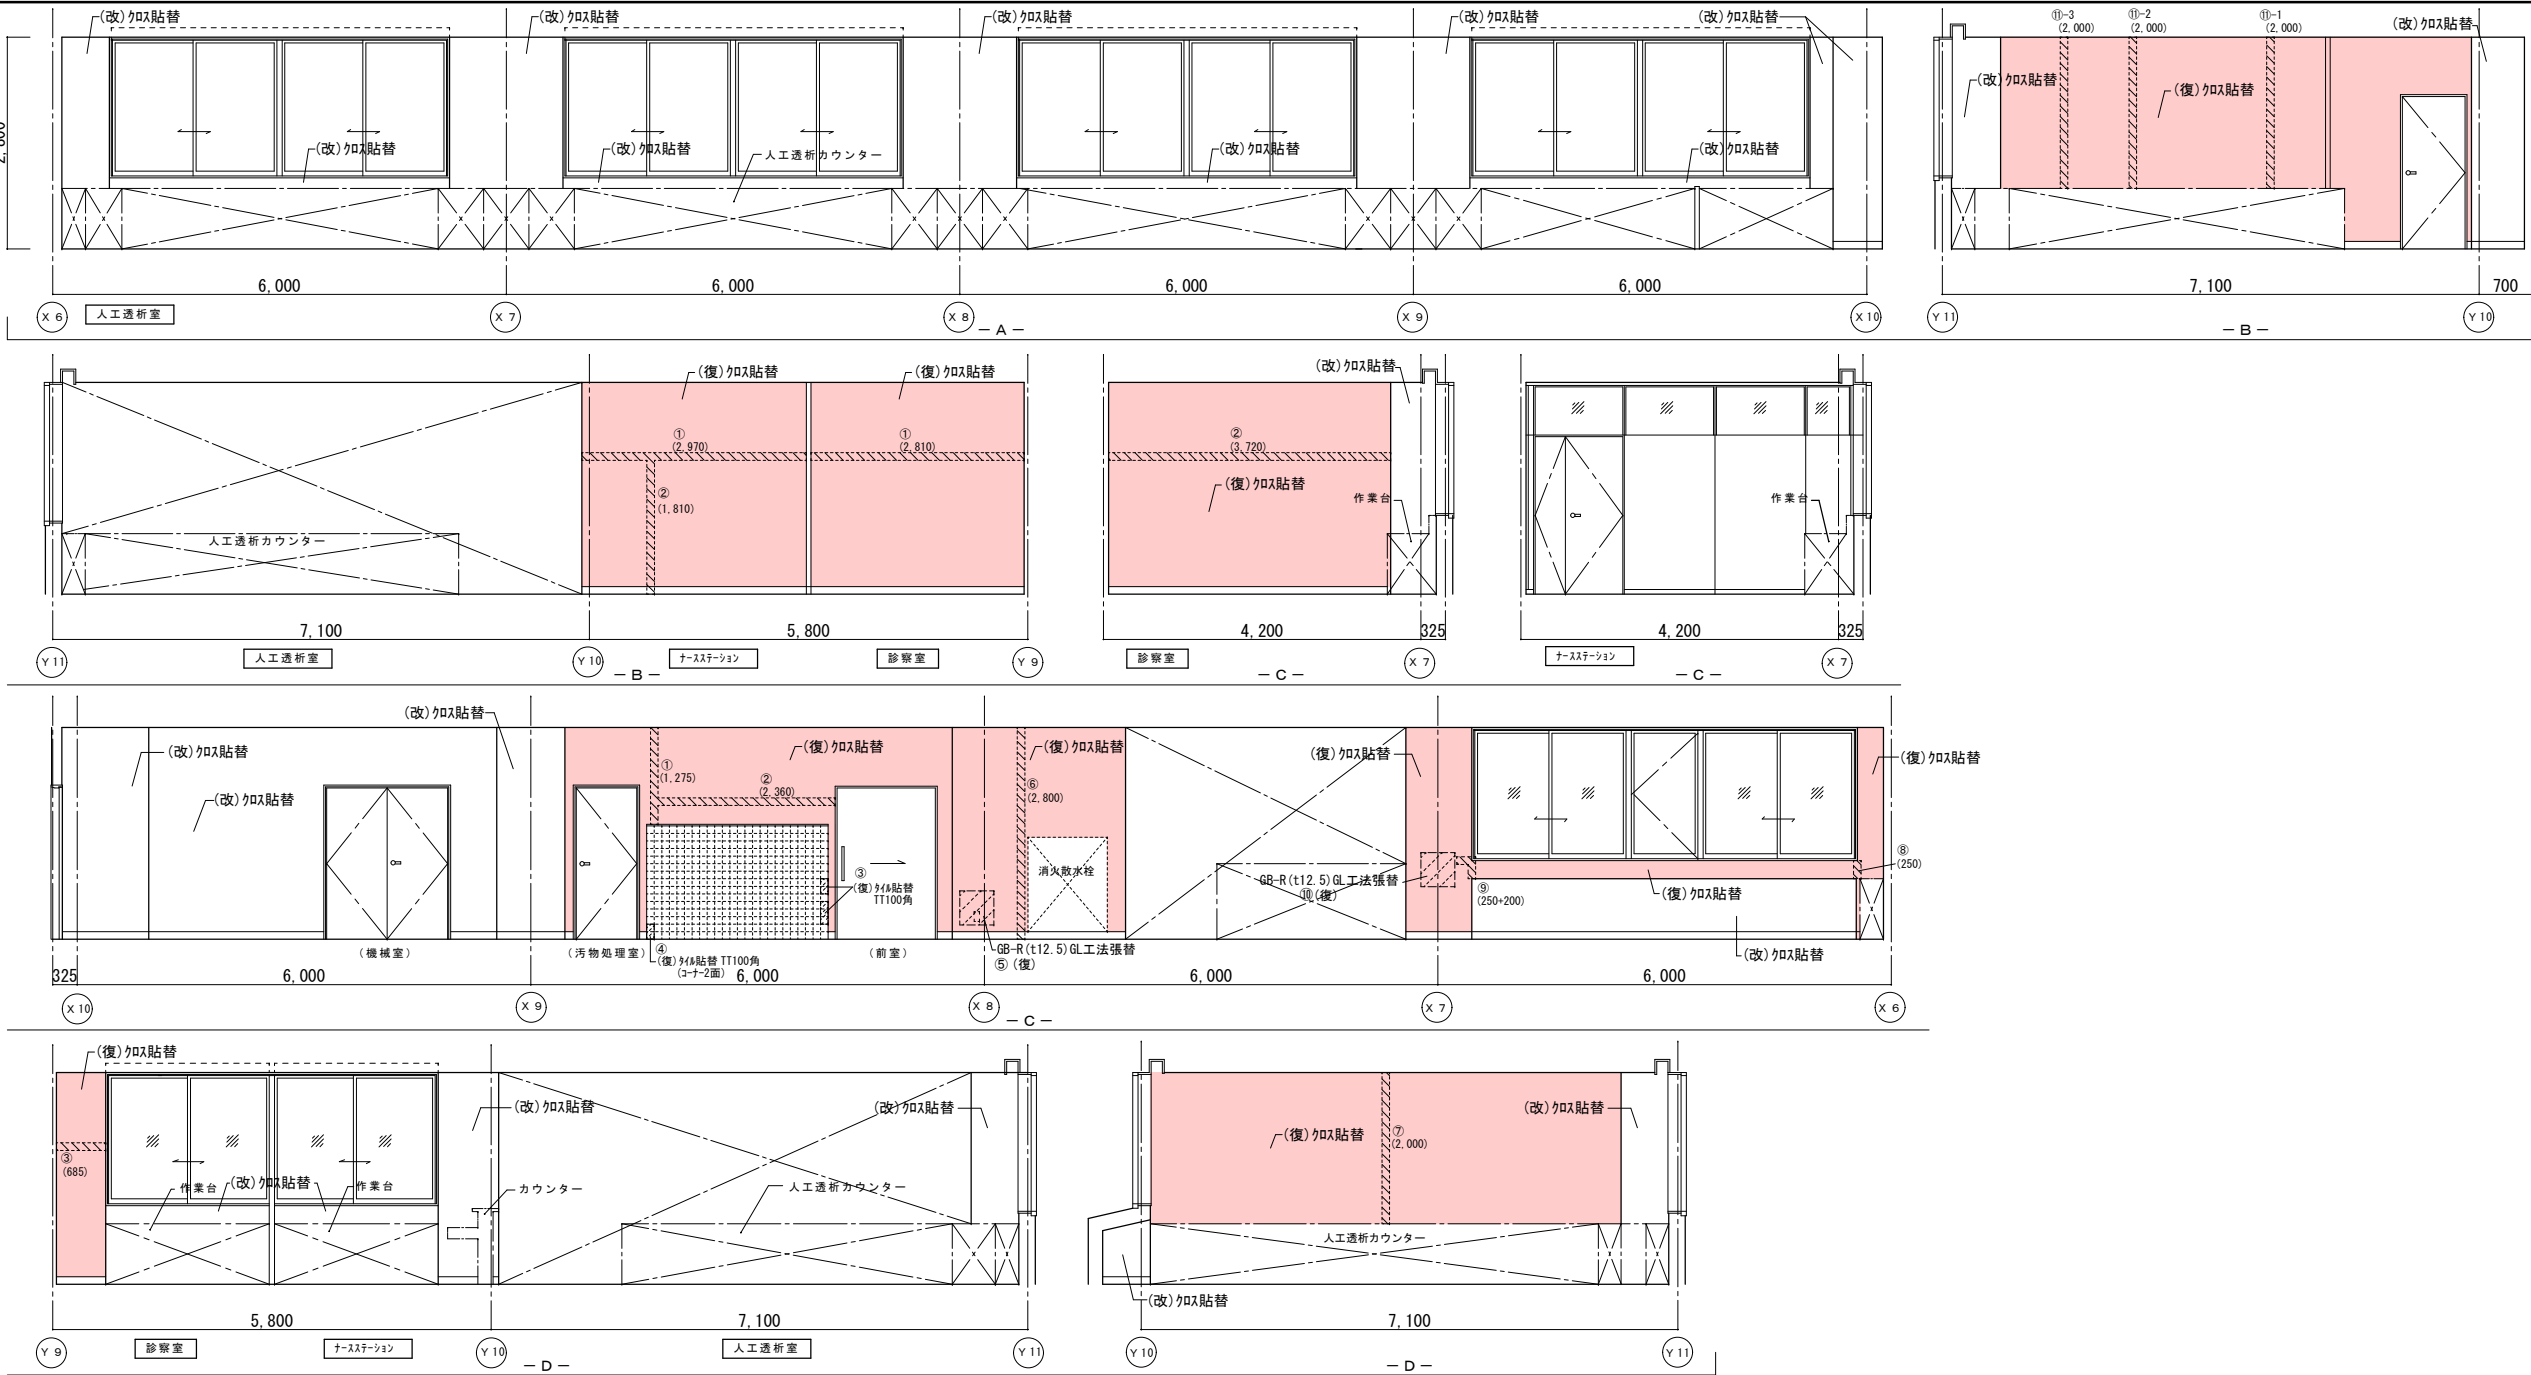 (改)クロス貼替
(改)クロス貼替
(改)クロス貼替
(改)クロス貼替
(改)クロス貼替
(改)クロス貼替
(改)クロス貼替
人工透析カウンター
(改)クロス貼替
(改)クロス貼替
6,000
6,000
6,000
6,000
X 6
人工透析室
X 7
X 8
X 9
X 10
— A —
⑪-3
(2,000)
⑪-2
(2,000)
⑪-1
(2,000)
(改)クロス貼替
(改)クロス貼替
(復)クロス貼替
7,100
700
Y 11
Y 10
— B —
(復)クロス貼替
(復)クロス貼替
①
(2,970)
①
(2,810)
②
(1,810)
人工透析カウンター
7,100
5,800
Y 11
人工透析室
Y 10
ナースステーション
診察室
Y 9
— B —
(改)クロス貼替
②
(3,720)
(復)クロス貼替
作業台
4,200
325
診察室
X 7
— C —
作業台
4,200
325
ナースステーション
X 7
— C —
(改)クロス貼替
(改)クロス貼替
(改)クロス貼替
(復)クロス貼替
(復)クロス貼替
(復)クロス貼替
(復)クロス貼替
①
(1,275)
②
(2,360)
⑥
(2,800)
③
(復)タイル貼替
TT100角
消火散水栓
GB-R(t12.5)GL工法張替
⑩(復)
⑧
(250)
⑨
(250+200)
(復)クロス貼替
(機械室)
(汚物処理室)
④
(復)タイル貼替 TT100角
(コーナー2面)
(前室)
GB-R(t12.5)GL工法張替
⑤(復)
(改)クロス貼替
325
6,000
6,000
6,000
6,000
X 10
X 9
X 8
X 7
X 6
— C —
(復)クロス貼替
(改)クロス貼替
(改)クロス貼替
③
(685)
作業台
(改)クロス貼替
作業台
カウンター
人工透析カウンター
5,800
7,100
Y 9
診察室
ナースステーション
Y 10
人工透析室
Y 11
— D —
(改)クロス貼替
(復)クロス貼替
⑦
(2,000)
人工透析カウンター
(改)クロス貼替
7,100
Y 10
Y 11
— D —